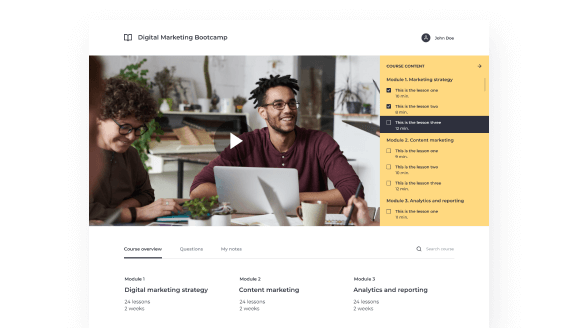 Digital Marketing Bootcamp
John Doe
COURSE CONTENT
Module 1. Marketing strategy
This is the lesson one
10 min.
This is the lesson two
8 min.
This is the lesson three
12 min.
Module 2. Content marketing
This is the lesson one
9 min.
This is the lesson two
10 min.
This is the lesson three
12 min.
Module 3. Analytics and reporting
This is the lesson one
11 min.
Course overview
Questions
My notes
Search course
Module 1
Digital marketing strategy
24 lessons
2 weeks
Module 2
Content marketing
24 lessons
2 weeks
Module 3
Analytics and reporting
24 lessons
2 weeks